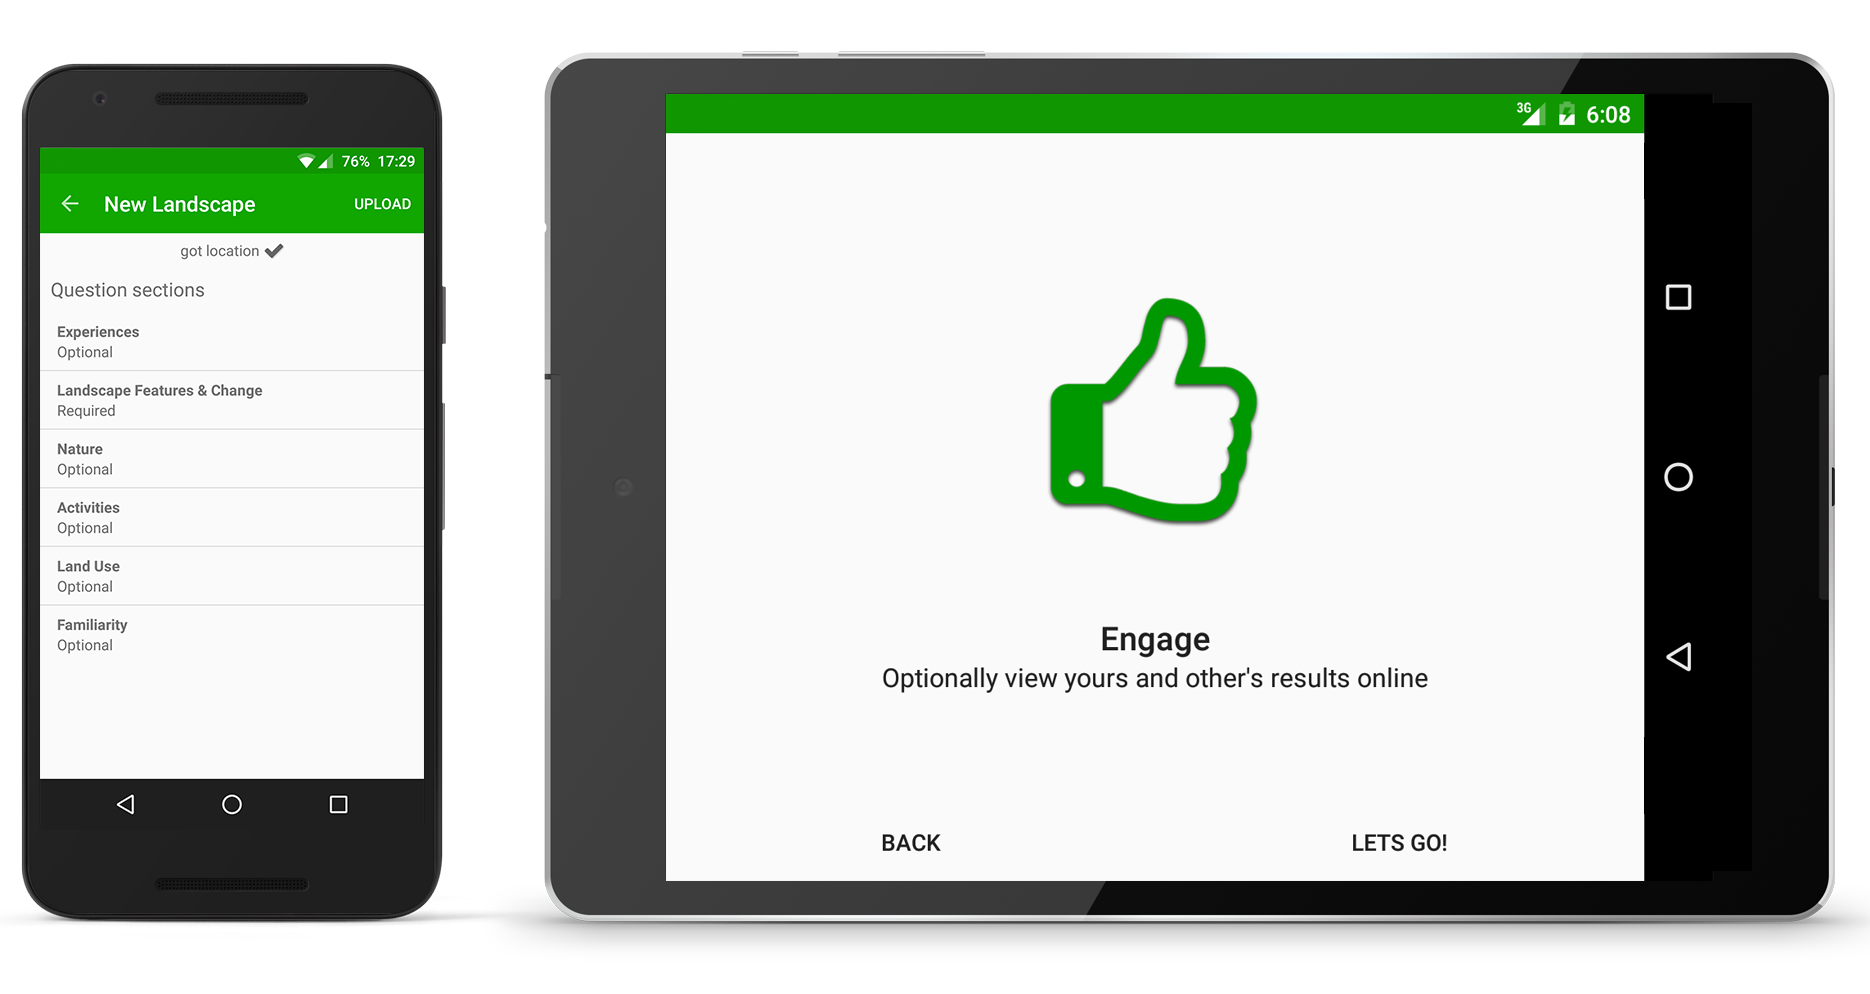 76% 17:29
New Landscape UPLOAD
got location
Question sections
Experiences
Optional
Landscape Features & Change
Required
Nature
Optional
Activities
Optional
Land Use
Optional
Familiarity
Optional
3G 6:08
Engage
Optionally view yours and other's results online
BACK LETS GO!